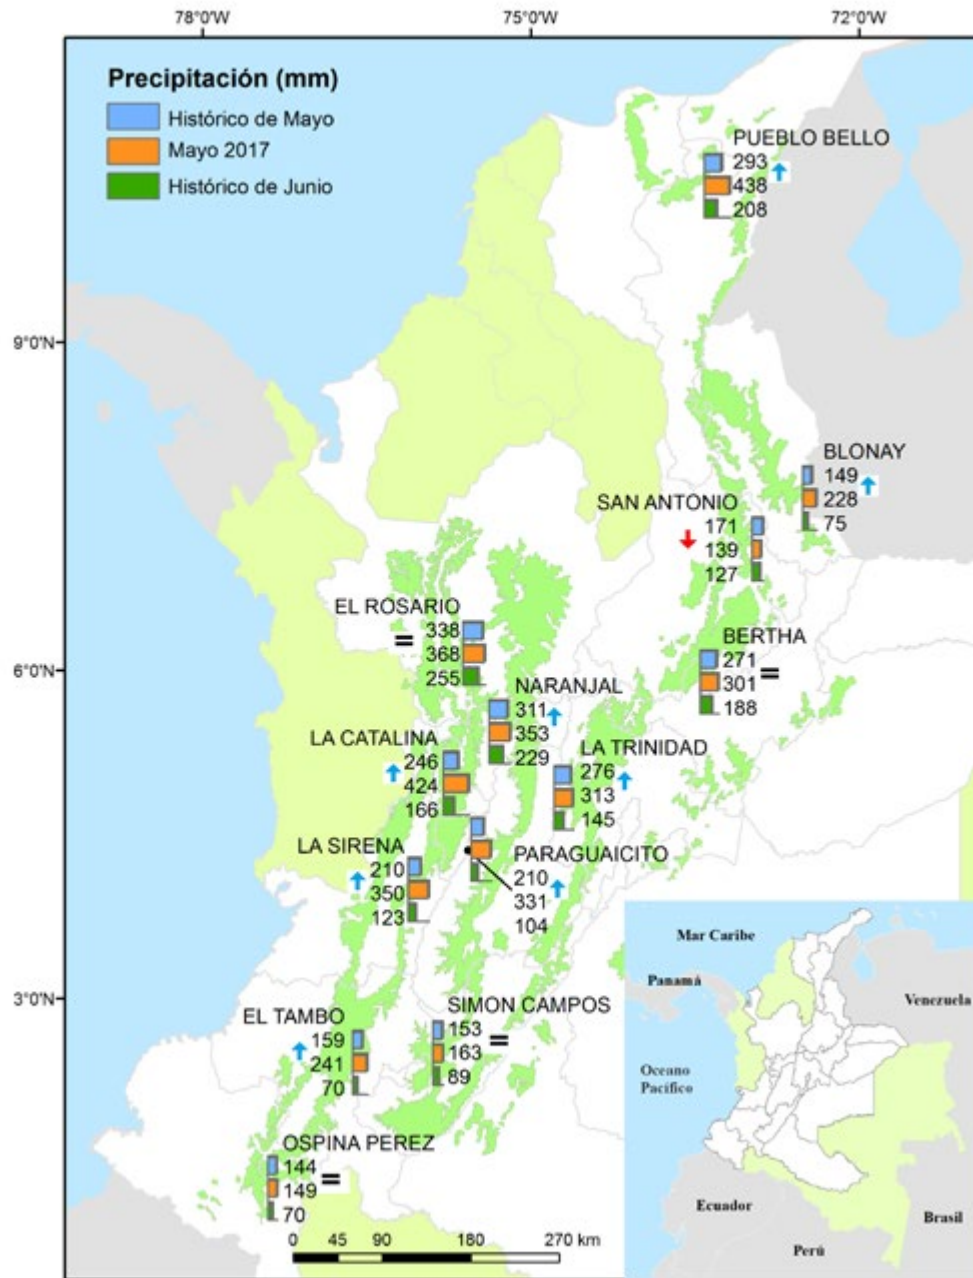 78°0'W
75°0'W
72°0'W
Precipitación (mm)
Histórico de Mayo
Mayo 2017
Histórico de Junio
PUEBLO BELLO
293
438
208
9°0'N
BLONAY
149
228
75
SAN ANTONIO
171
139
127
EL ROSARIO
338
368
255
BERTHA
271
301
188
6°0'N
NARANJAL
311
353
229
LA CATALINA
246
424
166
LA TRINIDAD
276
313
145
LA SIRENA
210
350
123
PARAGUAICITO
210
331
104
3°0'N
EL TAMBO
159
241
70
SIMON CAMPOS
153
163
89
OSPINA PEREZ
144
149
70
0 45 90 180 270 km
Mar Caribe
Panamá
Venezuela
Oceano
Pacífico
Ecuador
Brasil
Perú